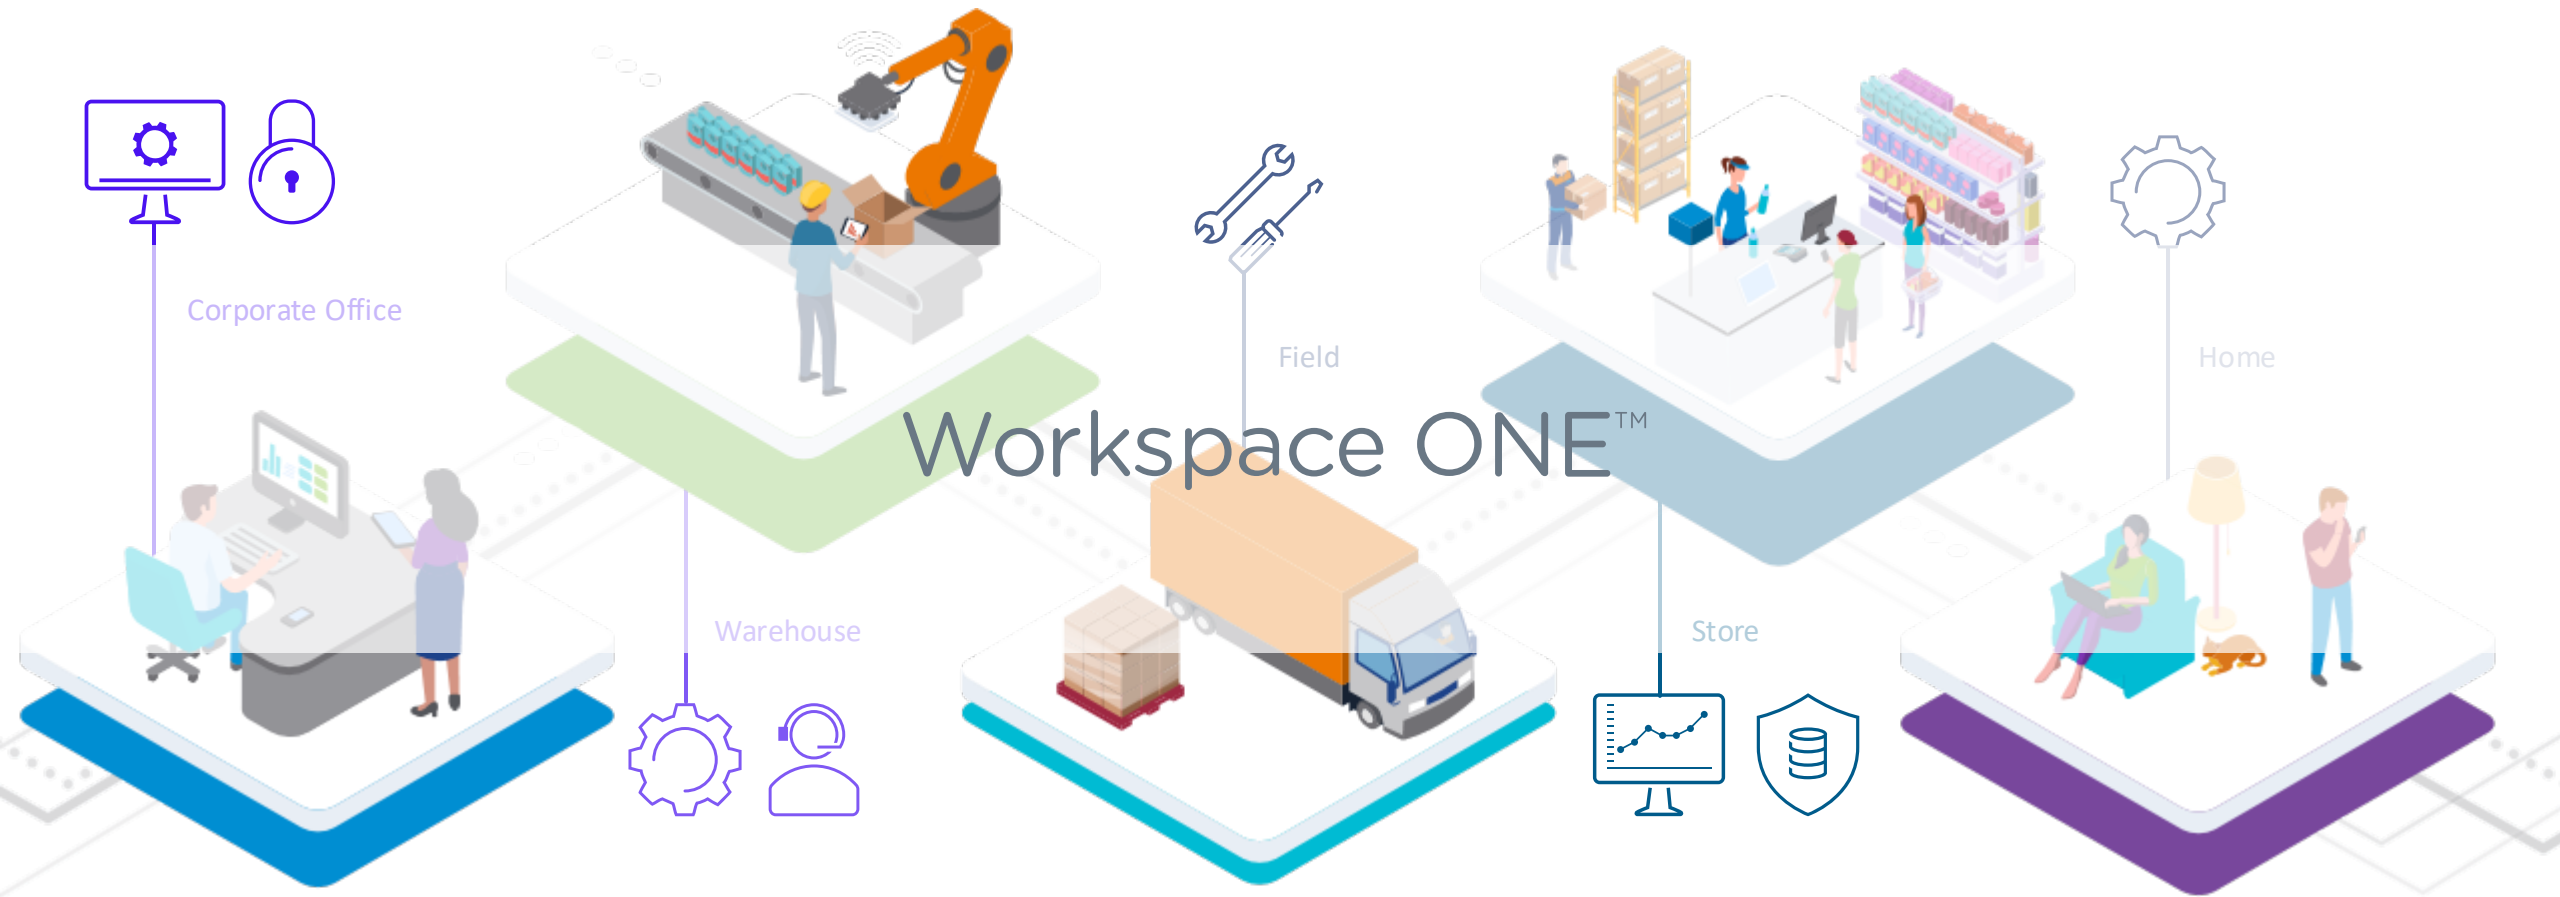 Corporate Office
Field
Home
Workspace ONE™
Warehouse
Store